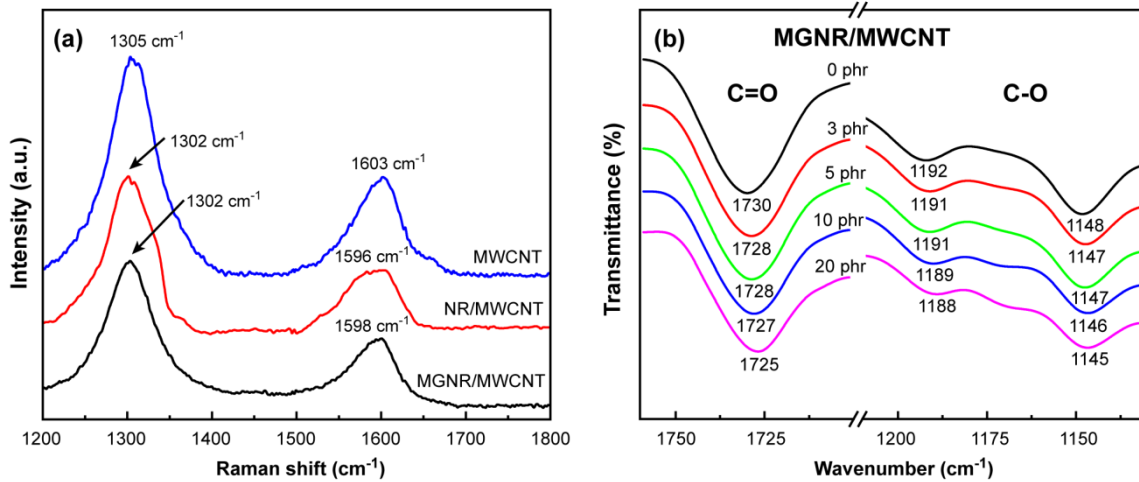 (a)
1305 cm⁻¹
1302 cm⁻¹
1302 cm⁻¹
1603 cm⁻¹
MWCNT
1596 cm⁻¹
NR/MWCNT
1598 cm⁻¹
MGNR/MWCNT
Intensity (a.u.)
1200 1300 1400 1500 1600 1700 1800
Raman shift (cm⁻¹)
(b)
MGNR/MWCNT
C=O
C-O
0 phr
3 phr
5 phr
10 phr
20 phr
1730
1728
1728
1727
1725
1192
1191
1191
1189
1188
1148
1147
1147
1146
1145
Transmittance (%)
1750 1725 1200 1175 1150
Wavenumber (cm⁻¹)